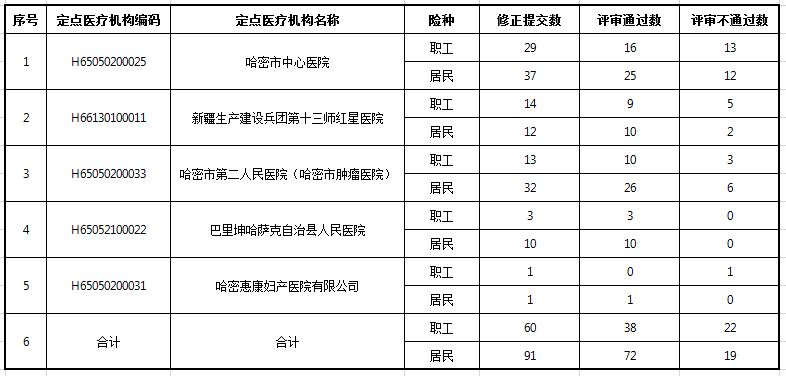 序号 定点医疗机构编码 定点医疗机构名称 险种 修正提交数 评审通过数 评审不通过数
1 H65050200025 哈密市中心医院 职工 29 16 13
居民 37 25 12
2 H66130100011 新疆生产建设兵团第十三师红星医院 职工 14 9 5
居民 12 10 2
3 H65050200033 哈密市第二人民医院（哈密市肿瘤医院） 职工 13 10 3
居民 32 26 6
4 H65052100022 巴里坤哈萨克自治县人民医院 职工 3 3 0
居民 10 10 0
5 H65050200031 哈密惠康妇产医院有限公司 职工 1 0 1
居民 1 1 0
6 合计 合计 职工 60 38 22
居民 91 72 19